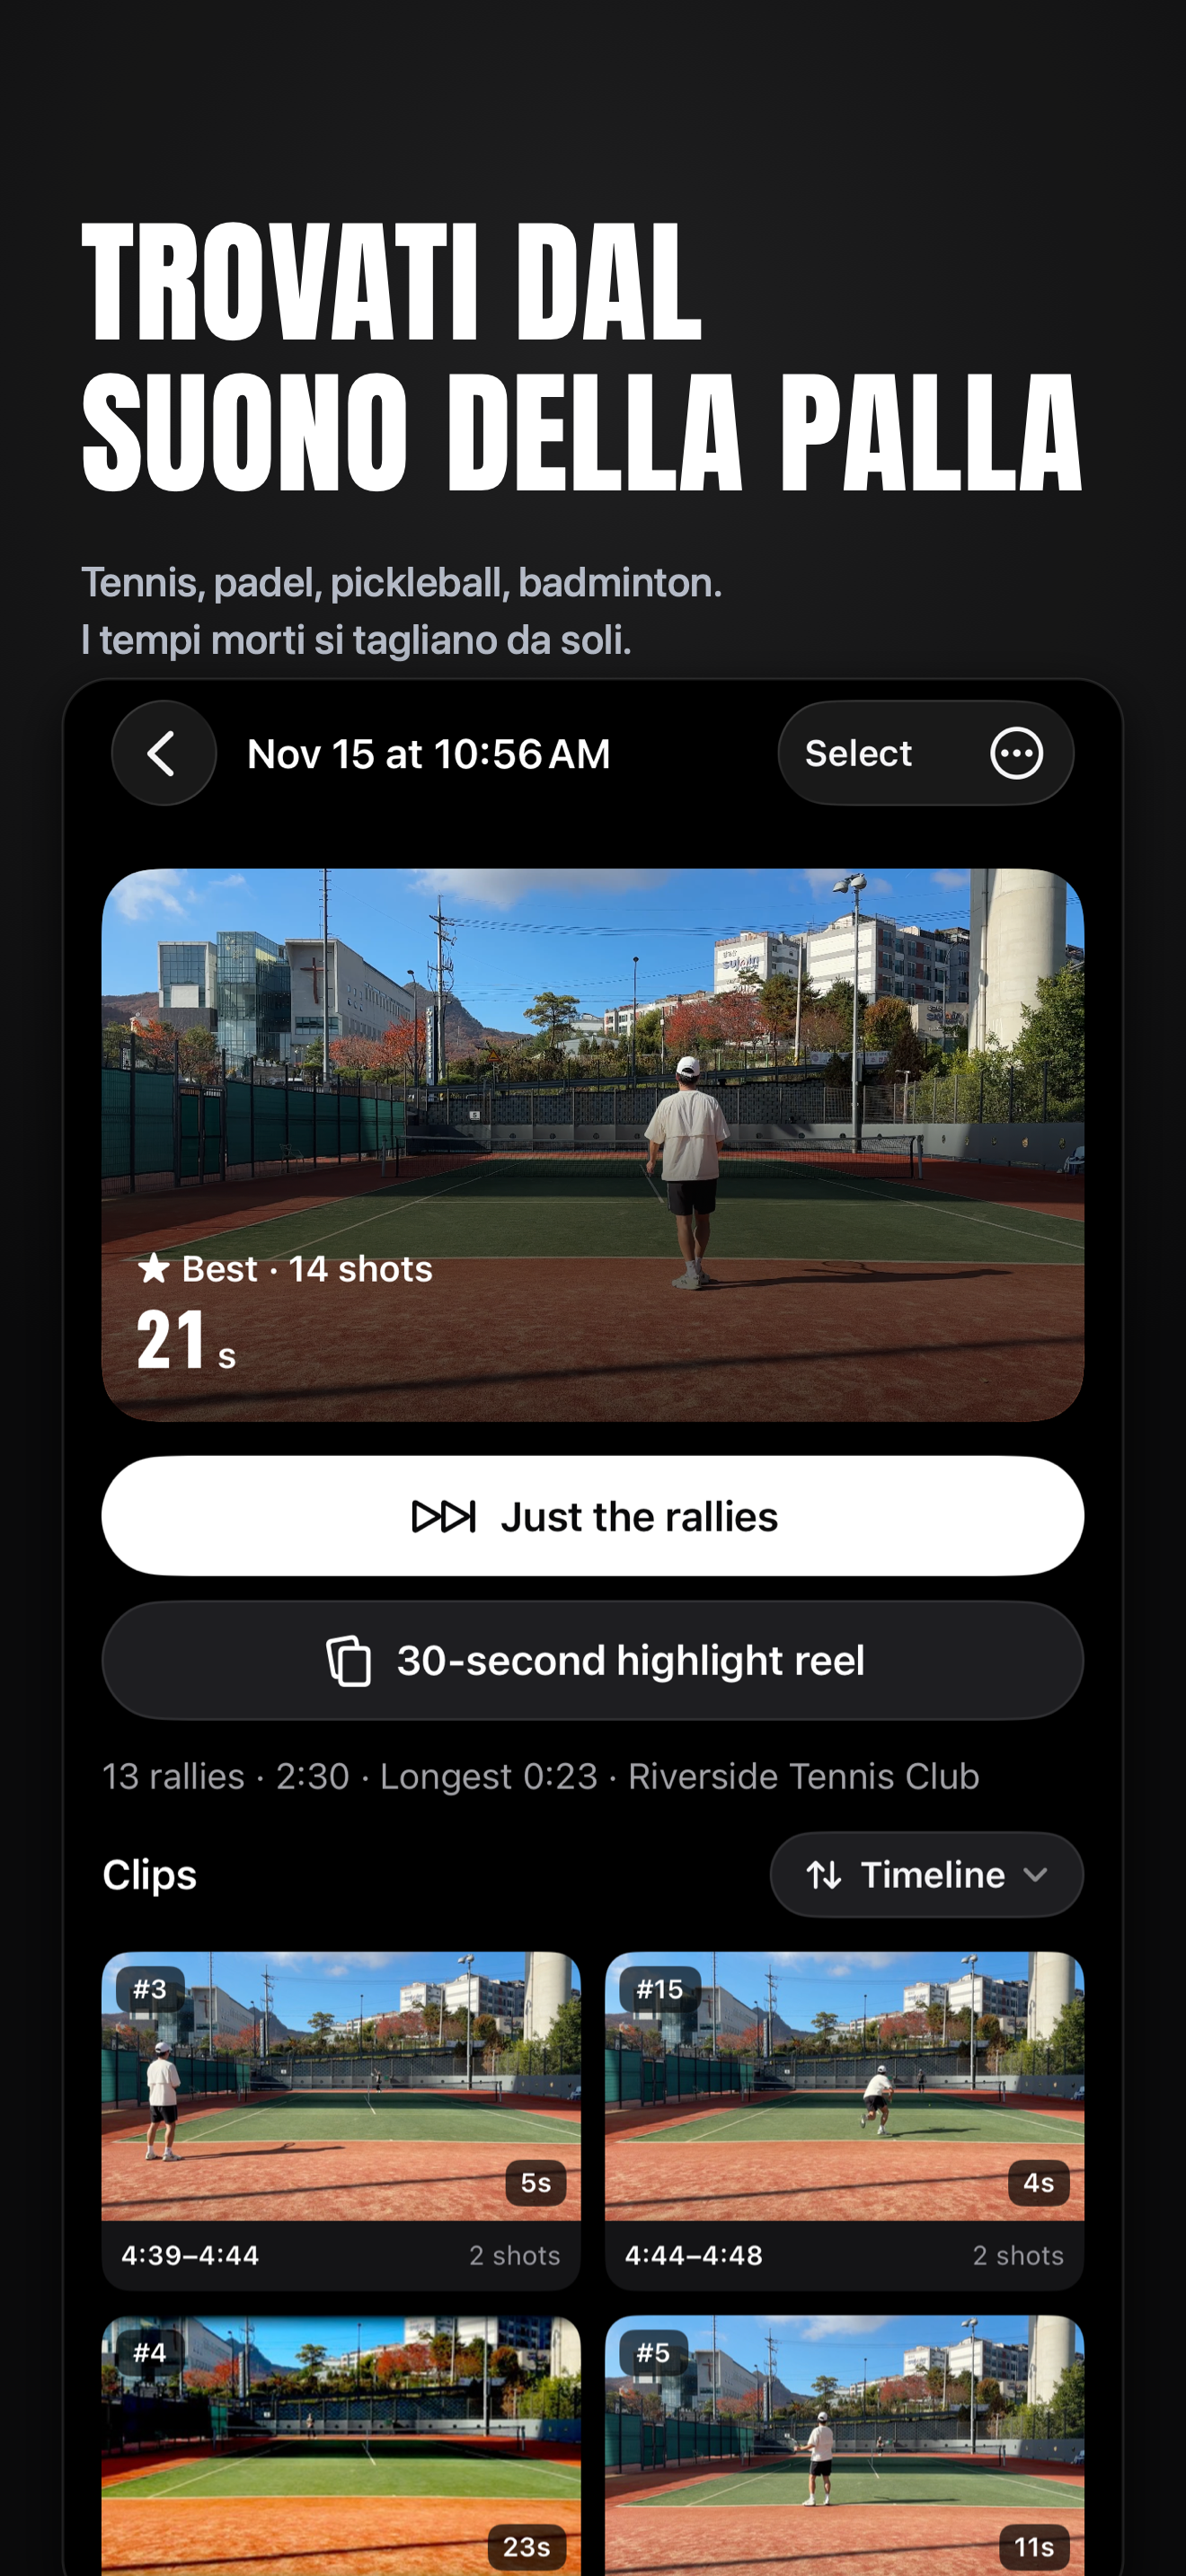 TROVATI DAL
SUONO DELLA PALLA
Tennis, padel, pickleball, badminton.
I tempi morti si tagliano da soli.
Nov 15 at 10:56 AM
Select
Best · 14 shots
21 s
Just the rallies
30-second highlight reel
13 rallies · 2:30 · Longest 0:23 · Riverside Tennis Club
Clips
Timeline
#3
5s
4:39–4:44
2 shots
#15
4s
4:44–4:48
2 shots
#4
23s
#5
11s